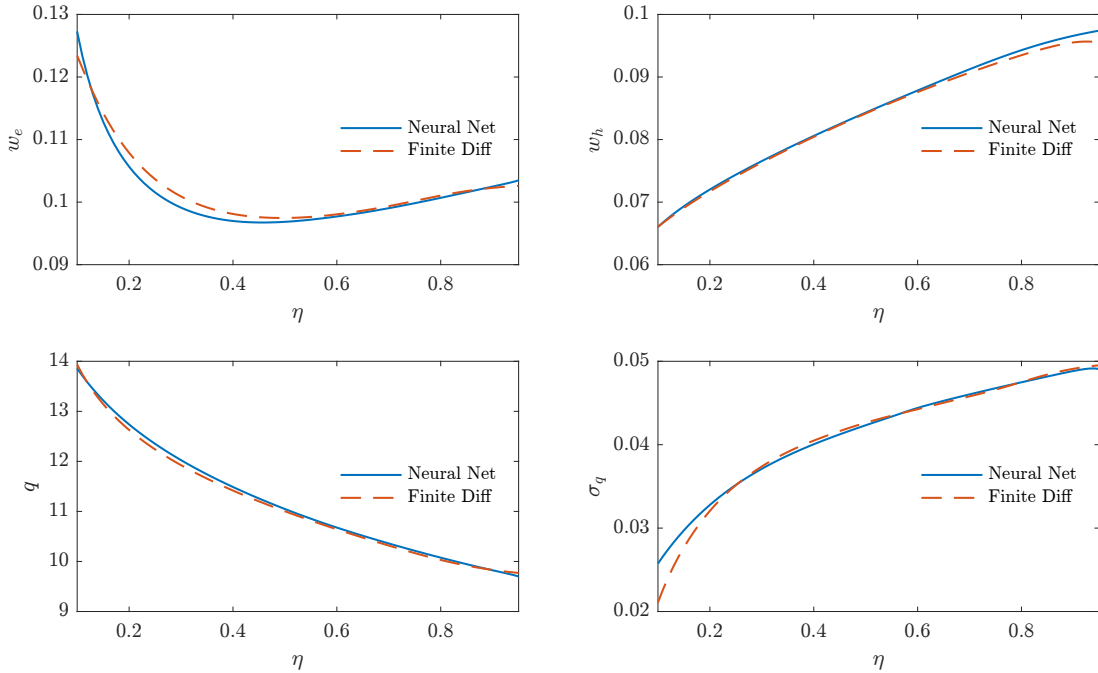 0.13
0.12
0.11
0.1
0.09
w_e
0.2 0.4 0.6 0.8
η
Neural Net
Finite Diff
0.1
0.09
0.08
0.07
0.06
w_h
0.2 0.4 0.6 0.8
η
Neural Net
Finite Diff
14
13
12
11
10
9
q
0.2 0.4 0.6 0.8
η
Neural Net
Finite Diff
0.05
0.04
0.03
0.02
σ_q
0.2 0.4 0.6 0.8
η
Neural Net
Finite Diff